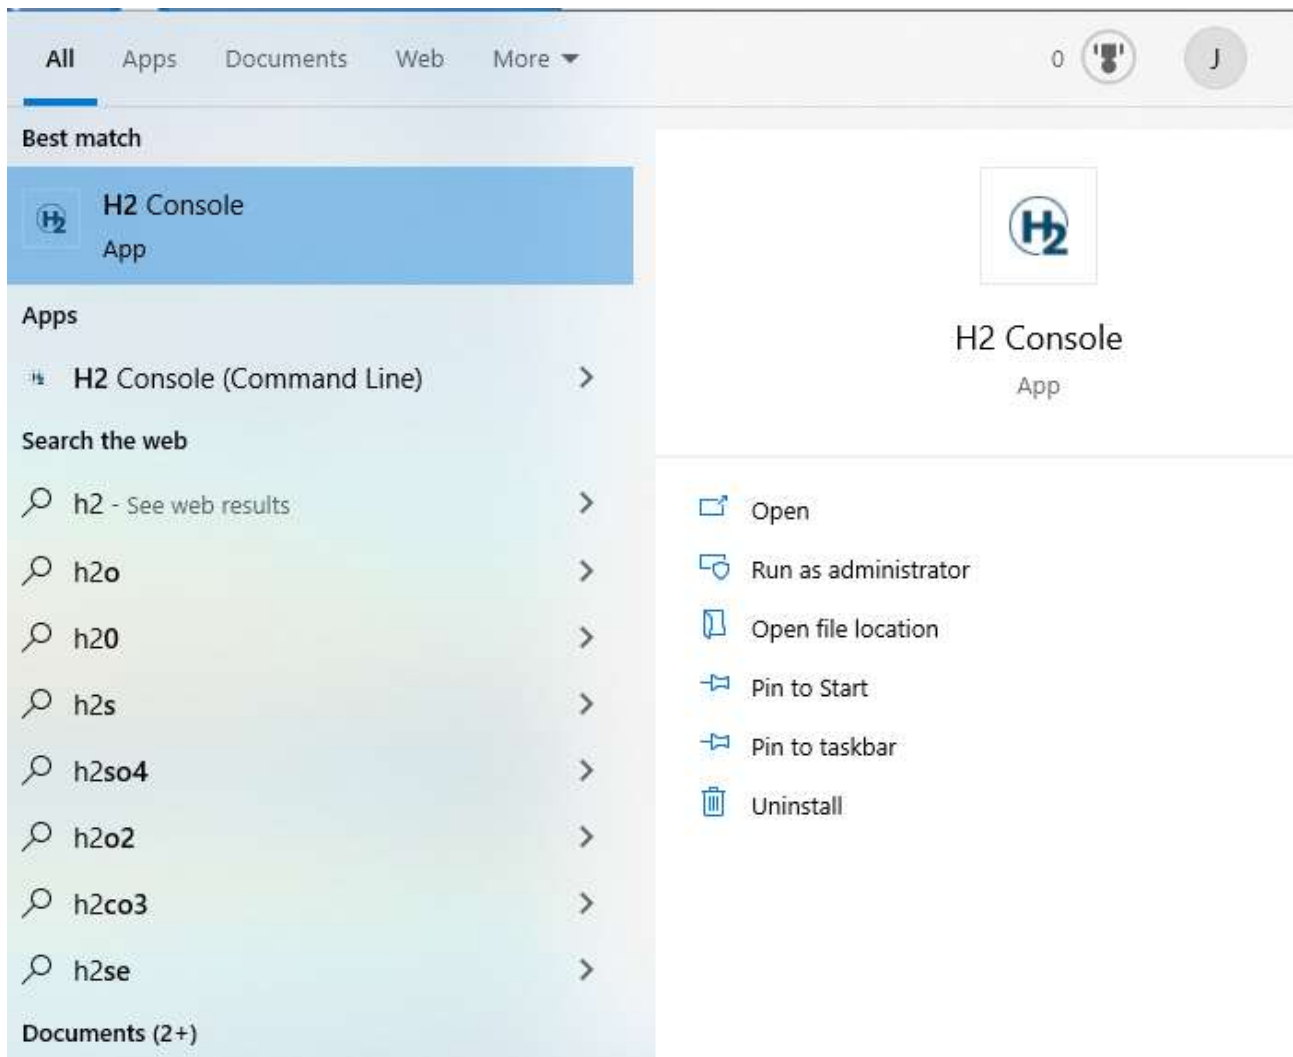 All Apps Documents Web More 0 J
Best match
H2 Console
App
Apps
H2 Console (Command Line)
Search the web
h2 - See web results
h2o
h20
h2s
h2so4
h2o2
h2co3
h2se
Documents (2+)
H2
H2 Console
App
Open
Run as administrator
Open file location
Pin to Start
Pin to taskbar
Uninstall